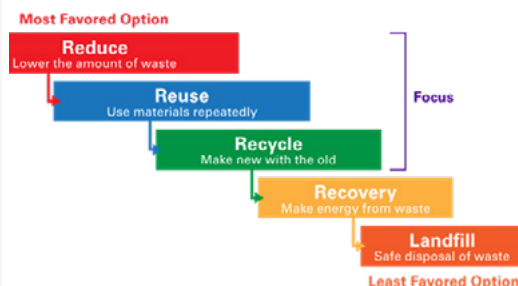 Most Favored Option
Reduce
Lower the amount of waste
Reuse
Use materials repeatedly
Focus
Recycle
Make new with the old
Recovery
Make energy from waste
Landfill
Safe disposal of waste
Least Favored Option